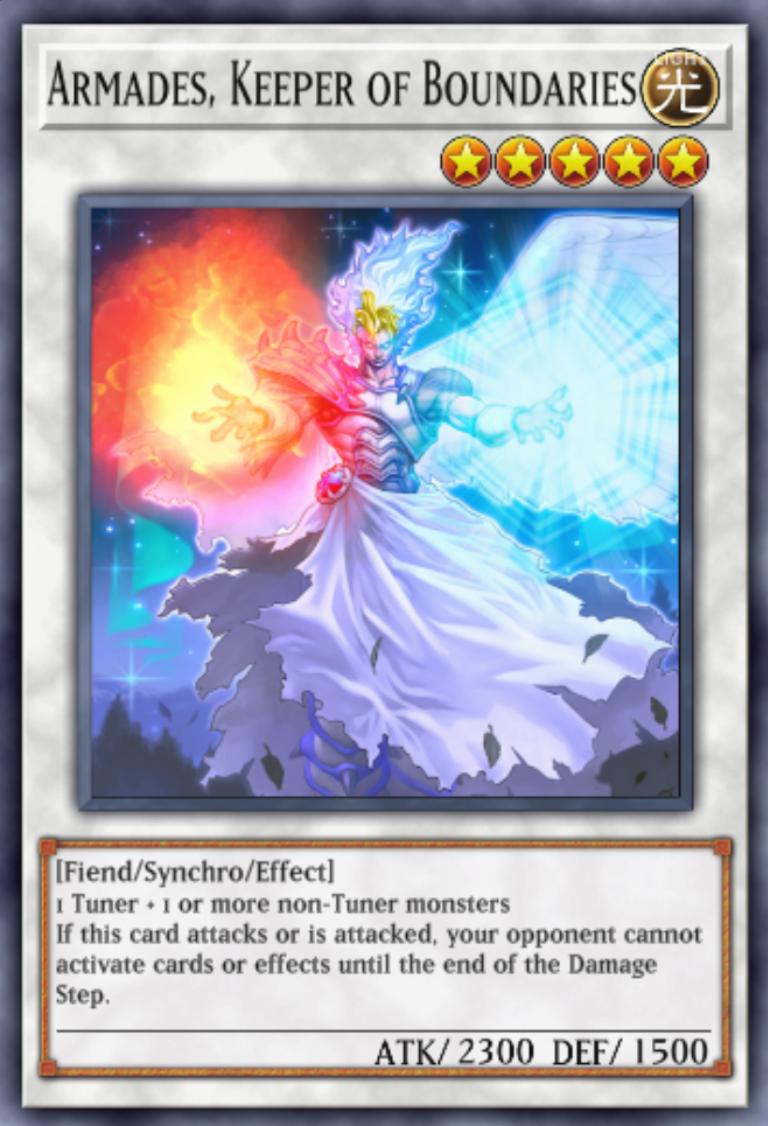 ARMADES, KEEPER OF BOUNDARIES
LIGHT
光
[Fiend/Synchro/Effect]
1 Tuner + 1 or more non-Tuner monsters
If this card attacks or is attacked, your opponent cannot
activate cards or effects until the end of the Damage
Step.
ATK/ 2300 DEF/ 1500